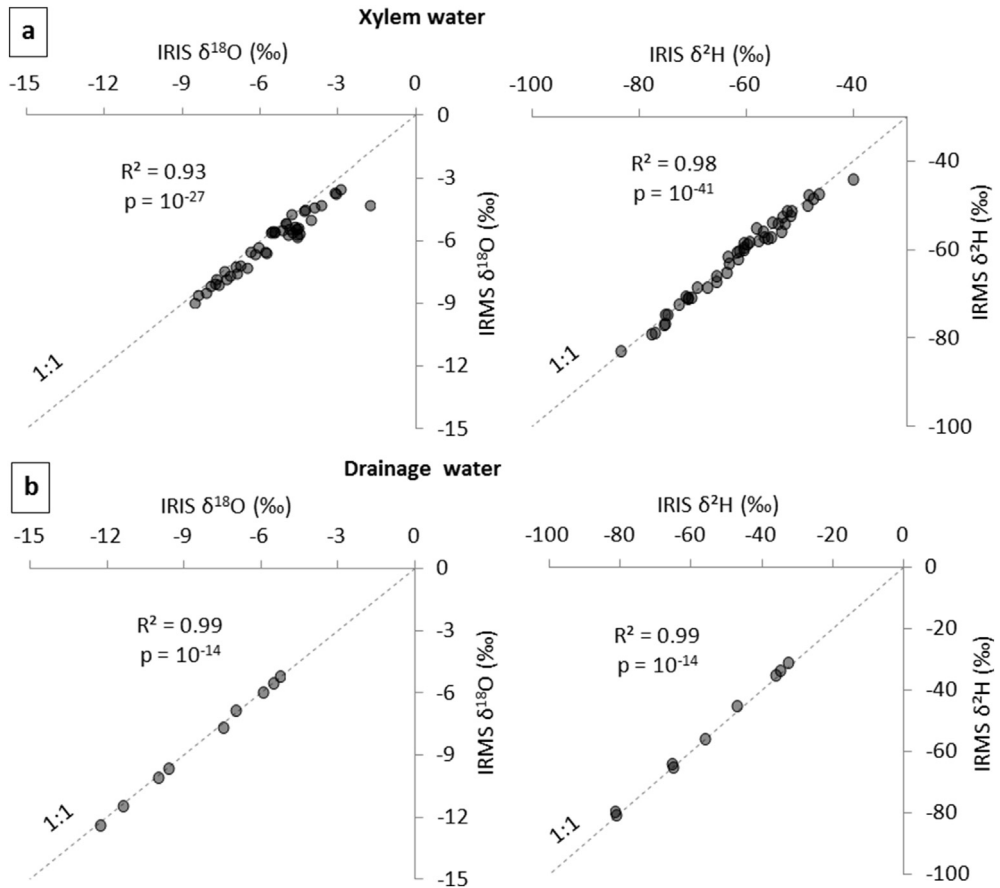 a
Xylem water
IRIS δ¹⁸O (‰)
-15 -12 -9 -6 -3 0
R² = 0.93
p = 10⁻²⁷
1:1
0
-3
-6
-9
-12
-15
IRMS δ¹⁸O (‰)
IRIS δ²H (‰)
-100 -80 -60 -40
R² = 0.98
p = 10⁻⁴¹
1:1
-40
-60
-80
-100
IRMS δ²H (‰)
b
Drainage water
IRIS δ¹⁸O (‰)
-15 -12 -9 -6 -3 0
R² = 0.99
p = 10⁻¹⁴
1:1
0
-3
-6
-9
-12
-15
IRMS δ¹⁸O (‰)
IRIS δ²H (‰)
-100 -80 -60 -40 -20 0
R² = 0.99
p = 10⁻¹⁴
1:1
0
-20
-40
-60
-80
-100
IRMS δ²H (‰)